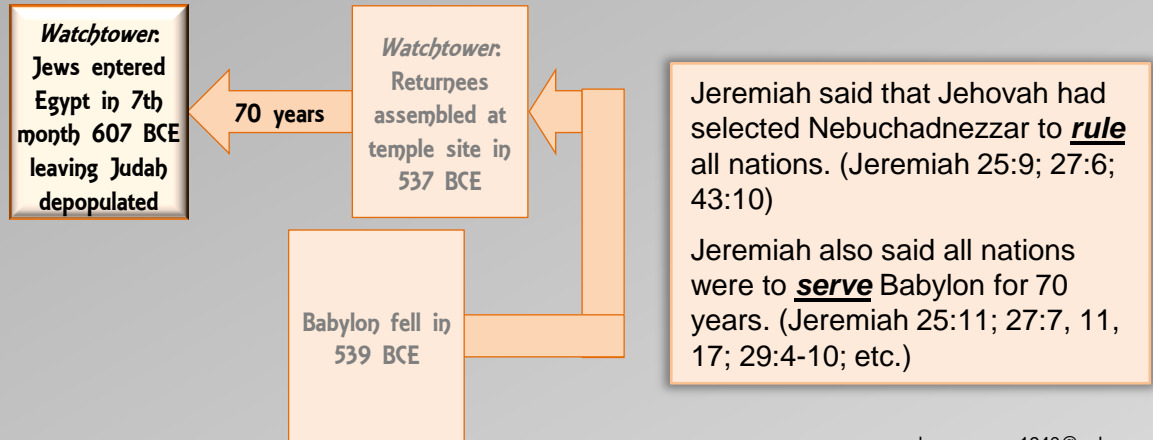 Watchtower:
Jews entered
Egypt in 7th
month 607 BCE
leaving Judah
depopulated
70 years
Watchtower:
Returnees
assembled at
temple site in
537 BCE
Babylon fell in
539 BCE
Jeremiah said that Jehovah had
selected Nebuchadnezzar to rule
all nations. (Jeremiah 25:9; 27:6;
43:10)
Jeremiah also said all nations
were to serve Babylon for 70
years. (Jeremiah 25:11; 27:7, 11,
17; 29:4-10; etc.)